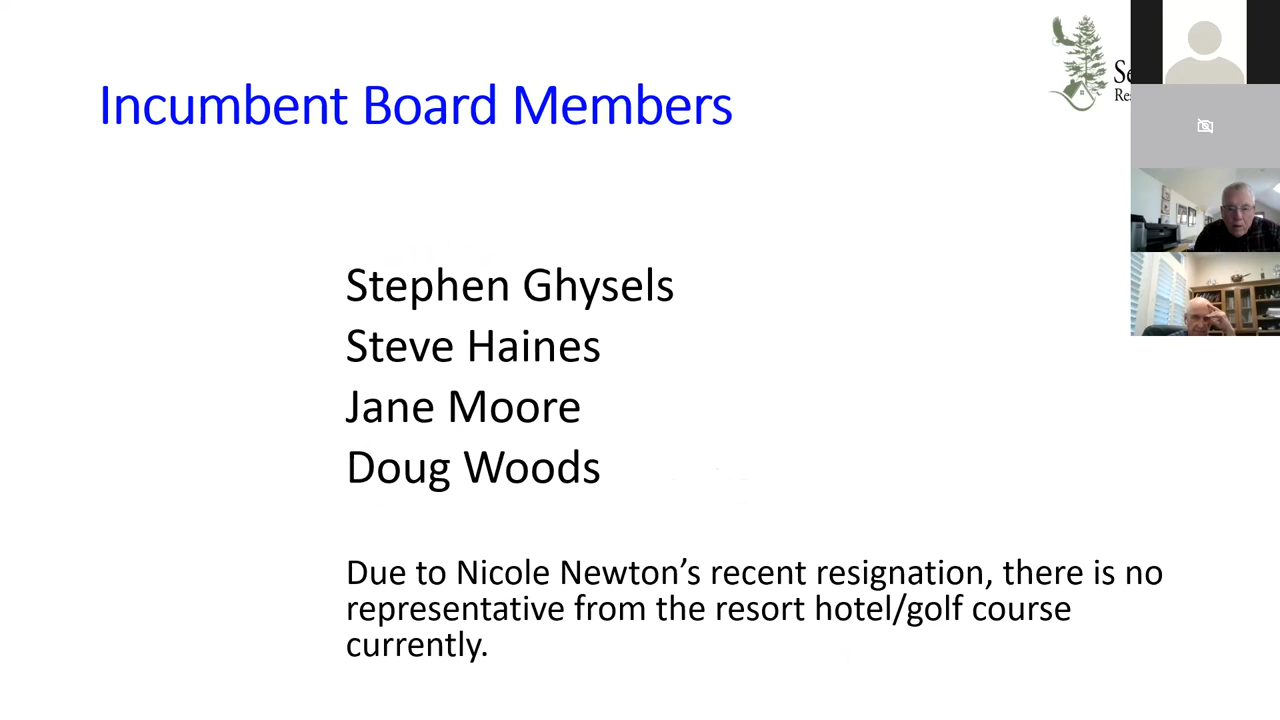 Incumbent Board Members
Stephen Ghysels
Steve Haines
Jane Moore
Doug Woods
Due to Nicole Newton’s recent resignation, there is no
representative from the resort hotel/golf course
currently.